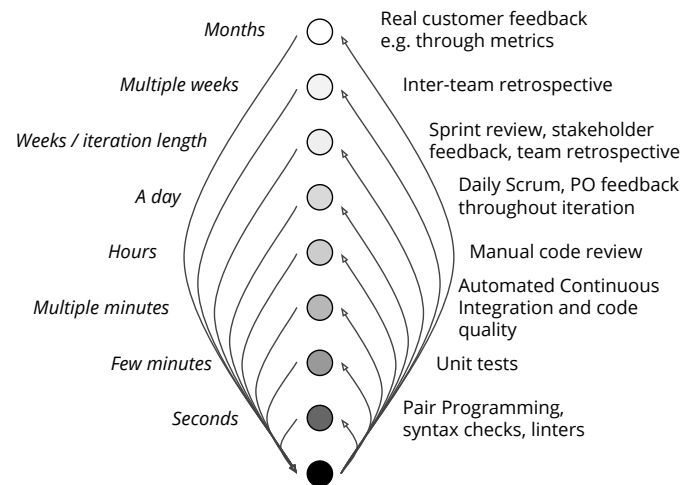 Months
Real customer feedback
e.g. through metrics
Multiple weeks
Inter-team retrospective
Weeks / iteration length
Sprint review, stakeholder
feedback, team retrospective
A day
Daily Scrum, PO feedback
throughout iteration
Hours
Manual code review
Multiple minutes
Automated Continuous
Integration and code
quality
Few minutes
Unit tests
Seconds
Pair Programming,
syntax checks, linters